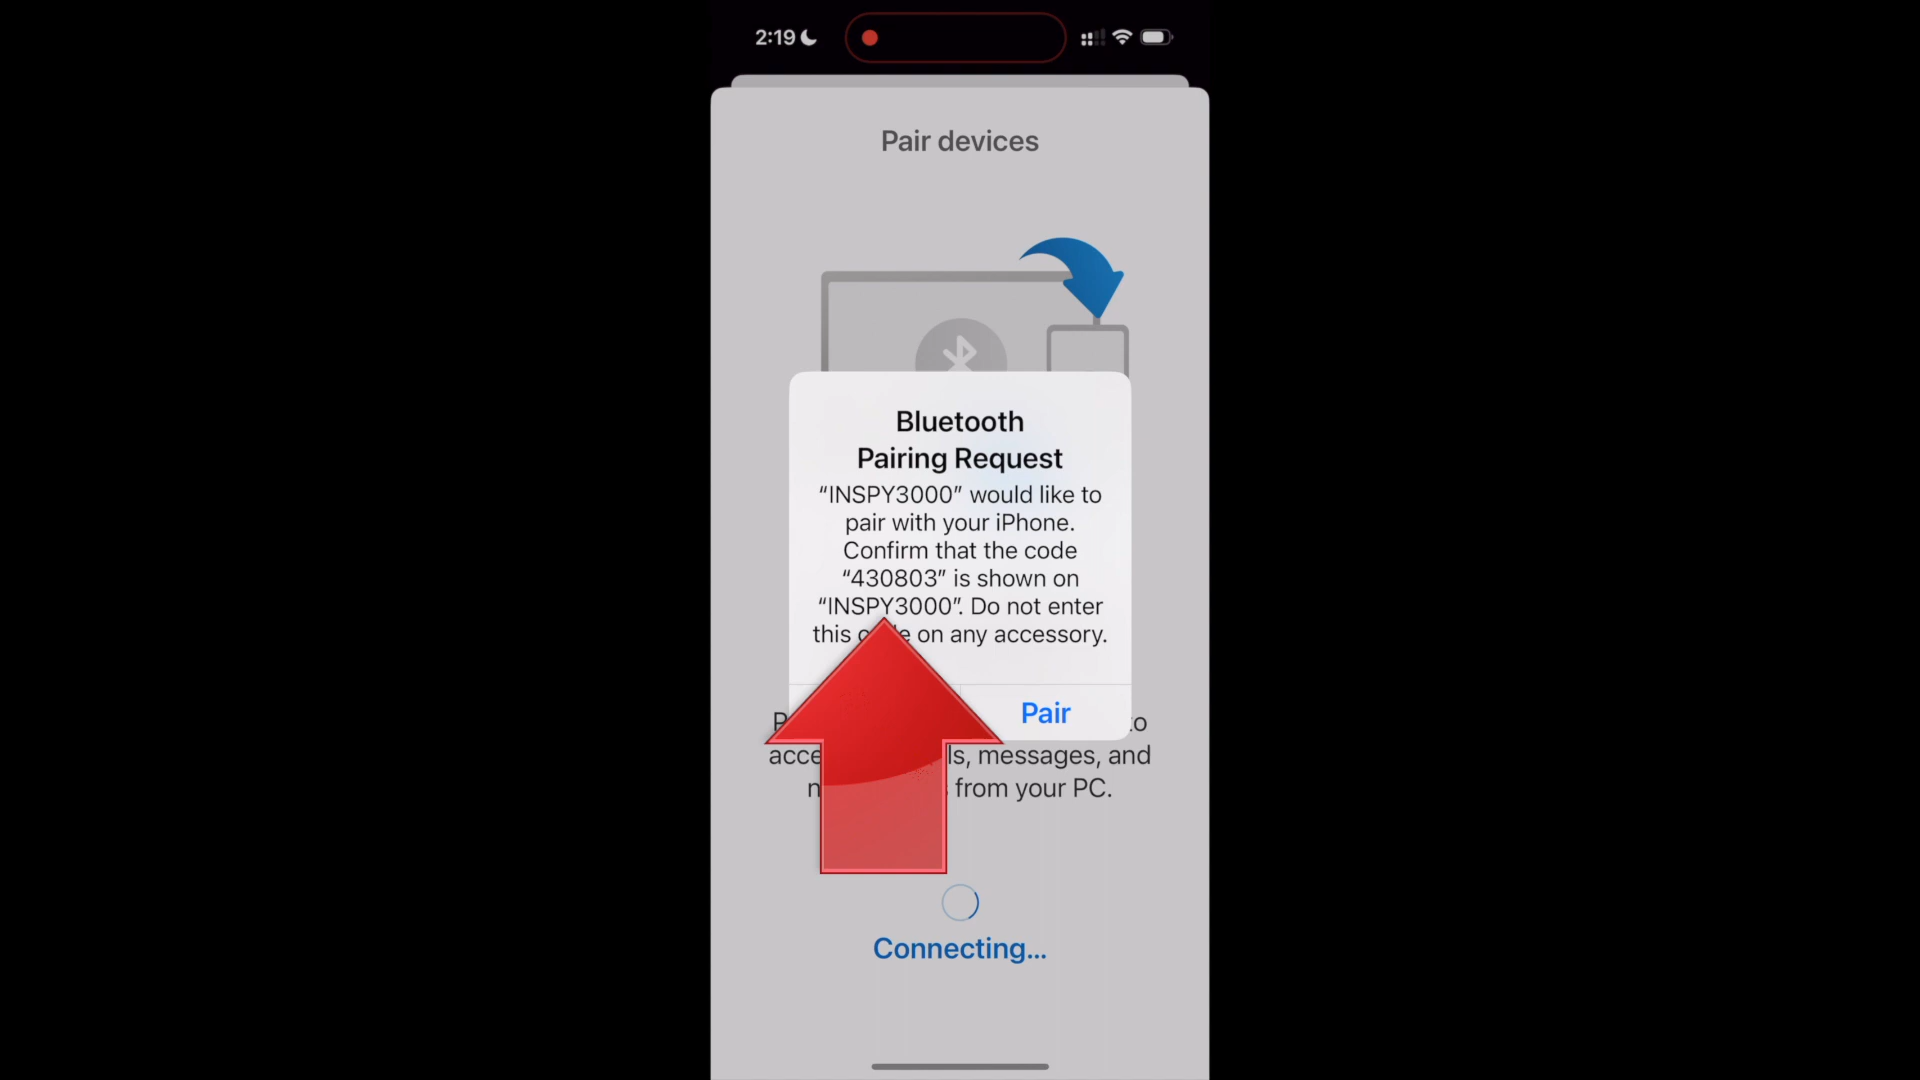 2:19
Pair devices
Bluetooth
Pairing Request
“INSPY3000” would like to
pair with your iPhone.
Confirm that the code
“430803” is shown on
“INSPY3000”. Do not enter
this on any accessory.
Pair
to
messages, and
from your PC.
Connecting...